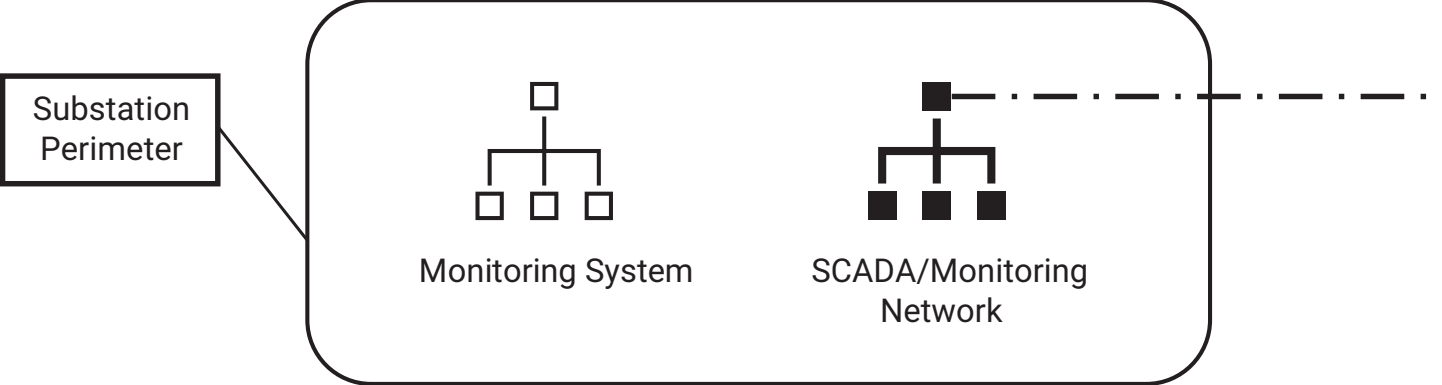 Substation
Perimeter
Monitoring System
SCADA/Monitoring
Network